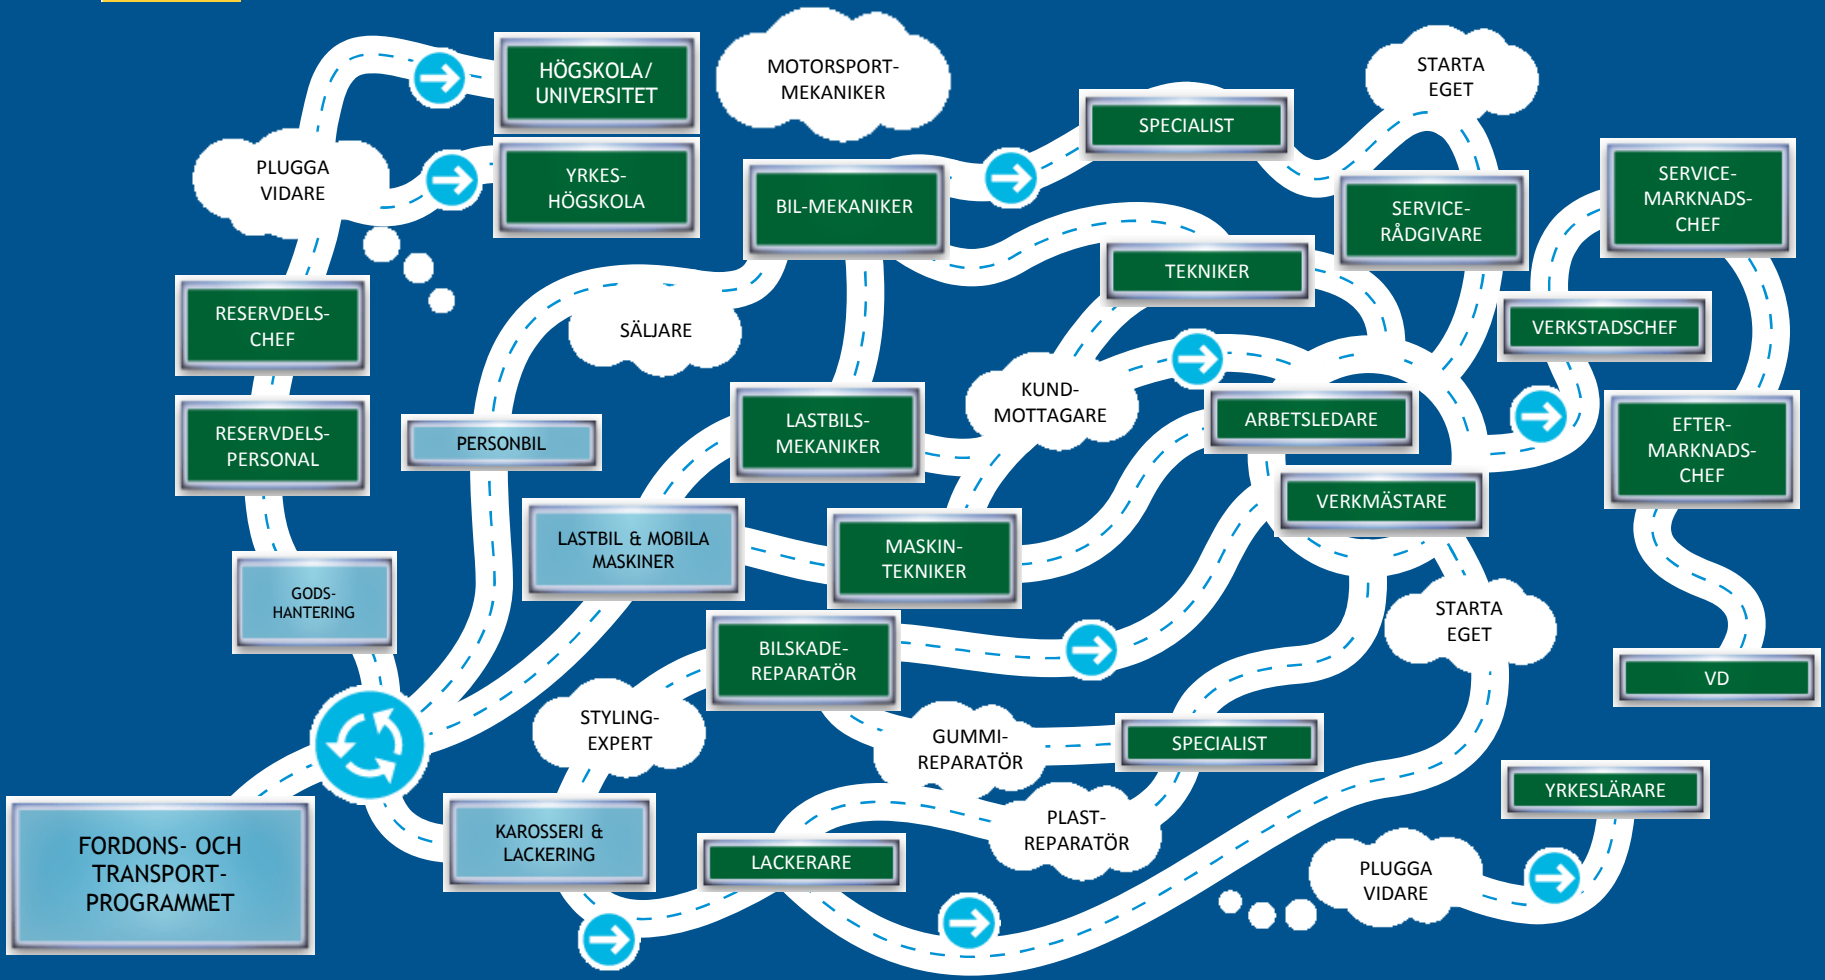 HÖGSKOLA/
UNIVERSITET
MOTORSPORT-
MEKANIKER
STARTA
EGET
SPECIALIST
PLUGGA
VIDARE
YRKES-
HÖGSKOLA
BIL-MEKANIKER
SERVICE-
RÅDGIVARE
SERVICE-
MARKNADS-
CHEF
TEKNIKER
RESERVDELS-
CHEF
SÄLJARE
VERKSTADSCHEF
KUND-
MOTTAGARE
RESERVDELS-
PERSONAL
PERSONBIL
LASTBILS-
MEKANIKER
ARBETSLEDARE
EFTER-
MARKNADS-
CHEF
VERKMÄSTARE
LASTBIL & MOBILA
MASKINER
MASKIN-
TEKNIKER
GODS-
HANTERING
STARTA
EGET
BILSKADE-
REPARATÖR
VD
STYLING-
EXPERT
GUMMI-
REPARATÖR
SPECIALIST
YRKESLÄRARE
PLAST-
REPARATÖR
KAROSSERI &
LACKERING
LACKERARE
FORDONS- OCH
TRANSPORT-
PROGRAMMET
PLUGGA
VIDARE